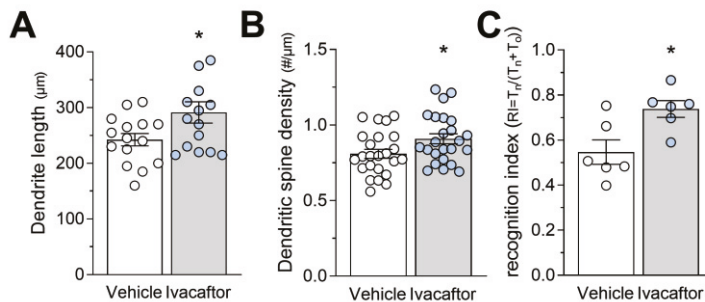 A
*
Dendrite length (µm)
400
300
200
100
0
Vehicle Ivacaftor
B
*
Dendritic spine density (#/µm)
1.5
1.0
0.5
0.0
Vehicle Ivacaftor
C
*
recognition index (RI=Tn/(Tn+To)
1.0
0.8
0.6
0.4
0.2
0.0
Vehicle Ivacaftor